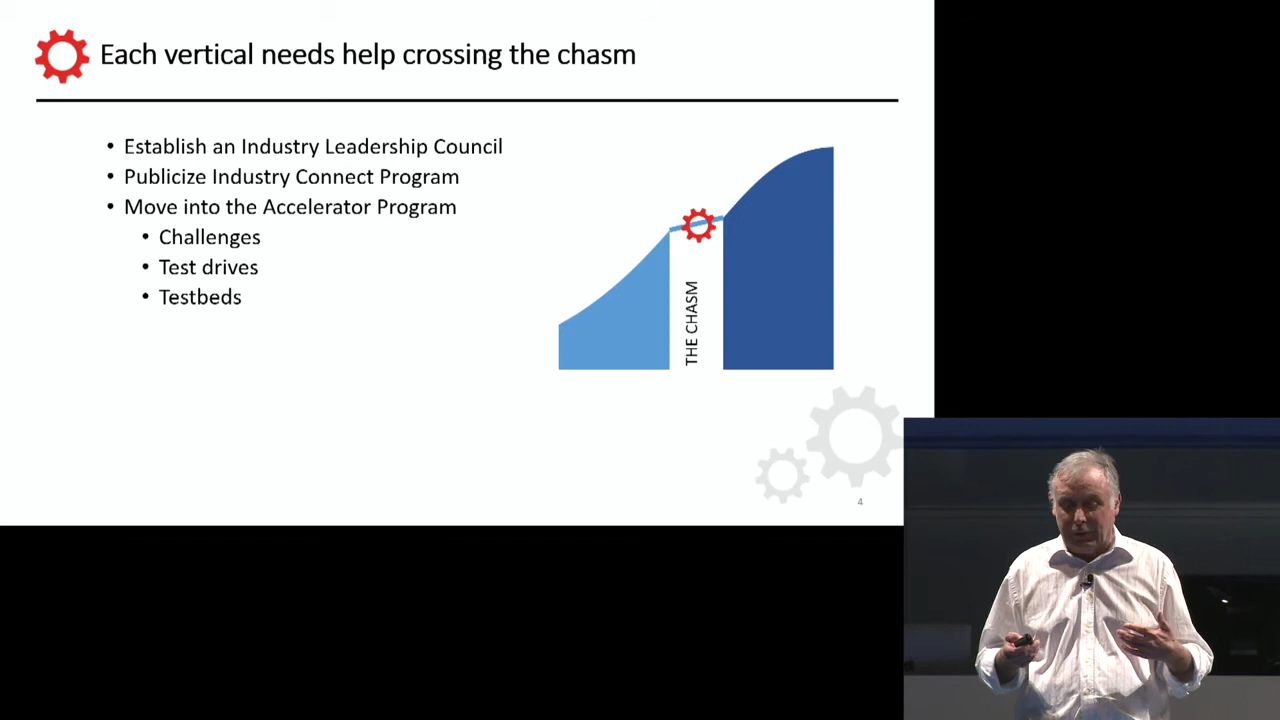 Each vertical needs help crossing the chasm
• Establish an Industry Leadership Council
• Publicize Industry Connect Program
• Move into the Accelerator Program
• Challenges
• Test drives
• Testbeds
THE CHASM
4